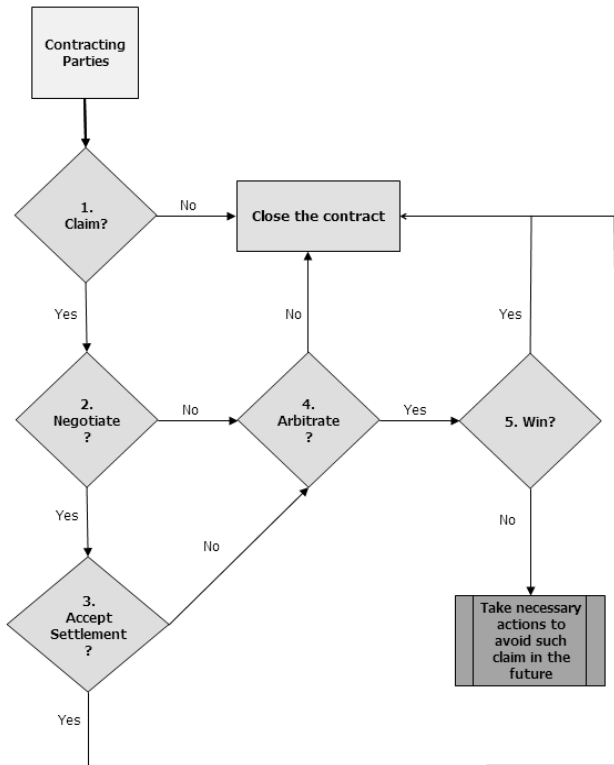 Contracting
Parties
1.
Claim?
No
Close the contract
Yes
No
Yes
2.
Negotiate
?
No
4.
Arbitrate
?
Yes
5. Win?
Yes
No
No
3.
Accept
Settlement
?
Take necessary
actions to
avoid such
claim in the
future
Yes